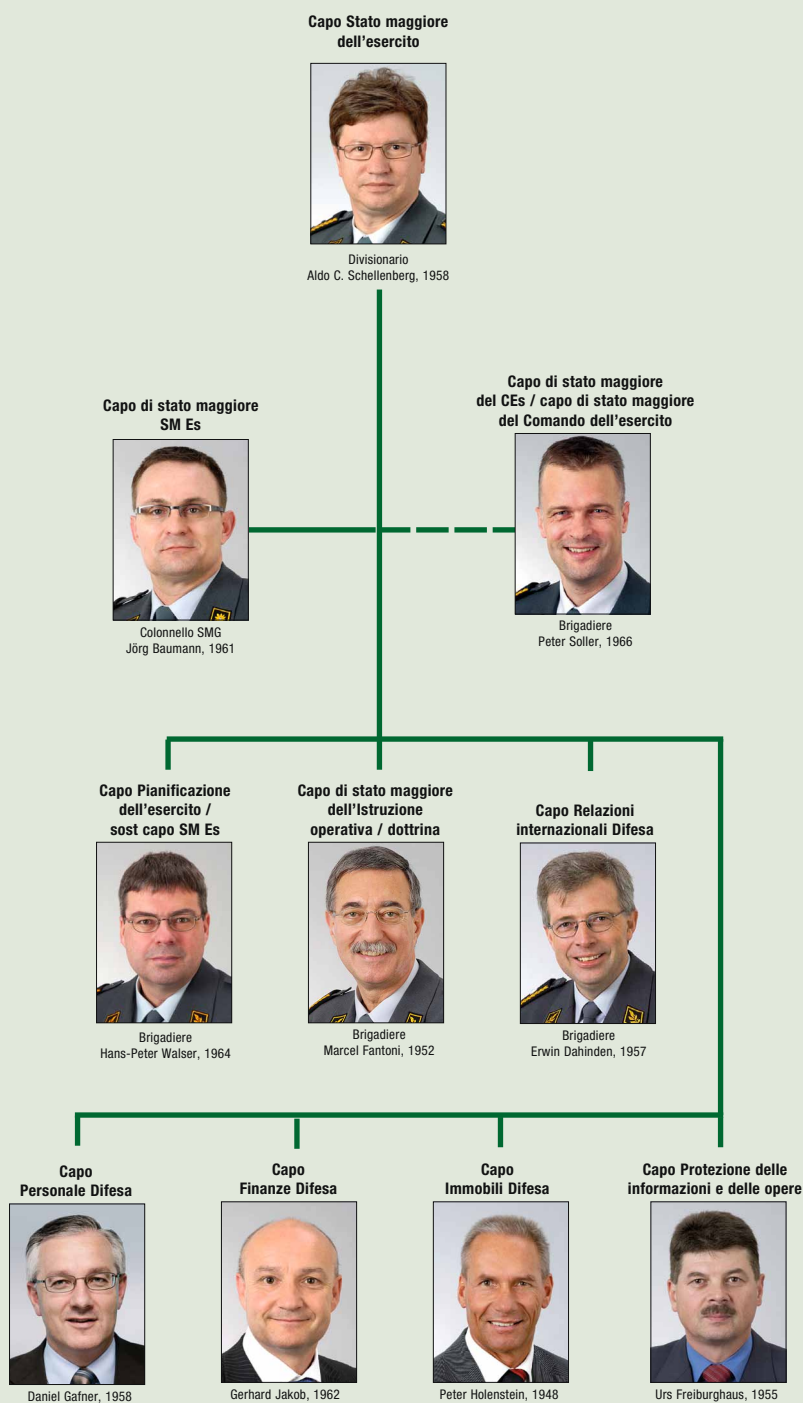 Capo Stato maggiore
dell'esercito
Divisionario
Aldo C. Schellenberg, 1958
Capo di stato maggiore
SM Es
Colonnello SMG
Jörg Baumann, 1961
Capo di stato maggiore
del CEs / capo di stato maggiore
del Comando dell'esercito
Brigadiere
Peter Soller, 1966
Capo Pianificazione
dell'esercito /
sost capo SM Es
Brigadiere
Hans-Peter Walser, 1964
Capo di stato maggiore
dell'Istruzione
operativa / dottrina
Brigadiere
Marcel Fantoni, 1952
Capo Relazioni
internazionali Difesa
Brigadiere
Erwin Dahinden, 1957
Capo
Personale Difesa
Daniel Gafner, 1958
Capo
Finanze Difesa
Gerhard Jakob, 1962
Capo
Immobili Difesa
Peter Holenstein, 1948
Capo Protezione delle
informazioni e delle opere
Urs Freiburghaus, 1955